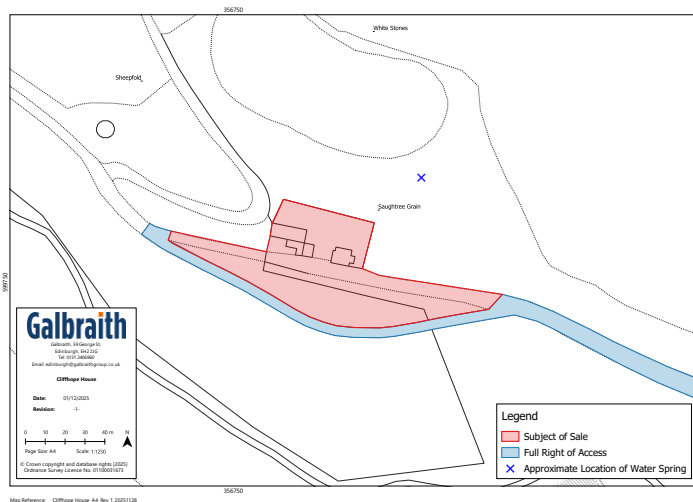 356750
White Stones
Sheepfold
Saughtree Grain
599750
Galbraith
Galbraith, 59 George St,
Edinburgh, EH2 2JG
Tel: 0131 2406960
Email: edinburgh@galbraithgroup.co.uk
Cliffhope House
Date: 01/12/2025
Revision: -1-
0 10 20 30 40 m N
Page Size: A4 Scale: 1:1250
© Crown copyright and database rights (2025)
Ordnance Survey Licence No. 01100031673
Legend
Subject of Sale
Full Right of Access
Approximate Location of Water Spring
356750
Map Reference: Cliffhope House A4 Rev 1 20251128